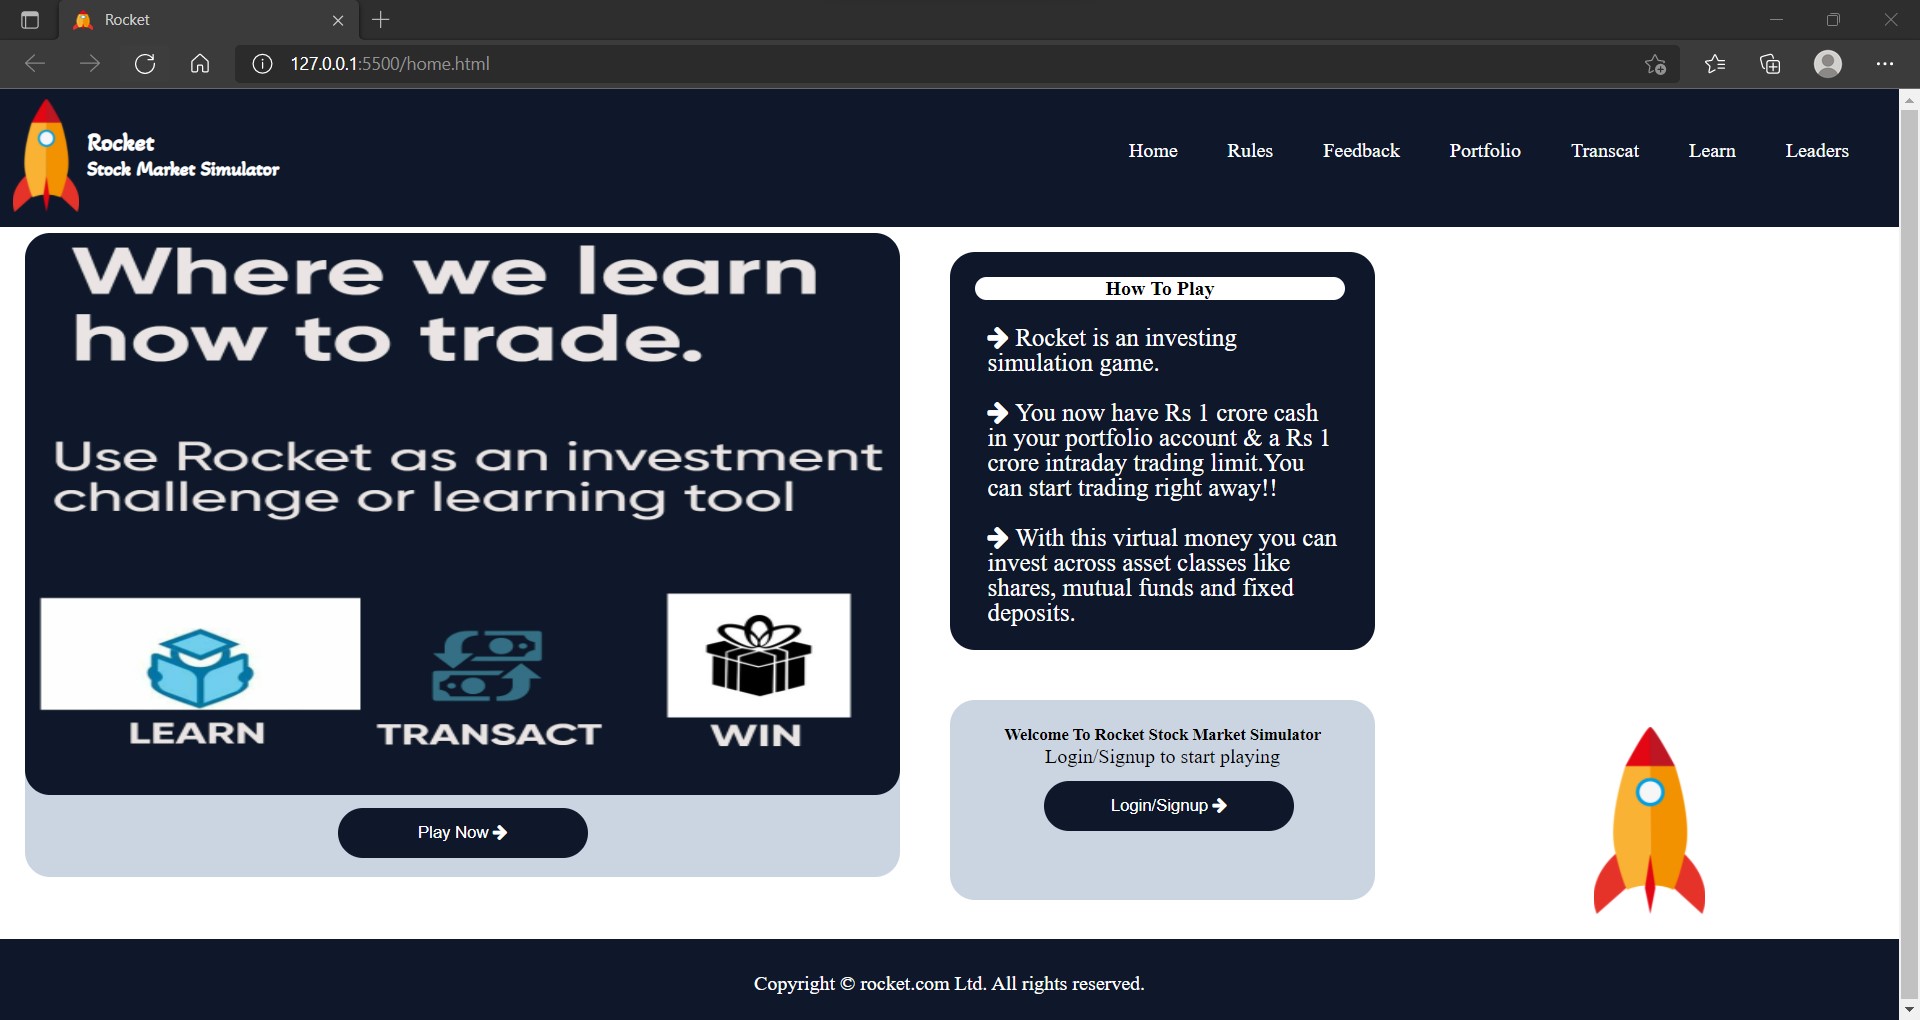 Rocket
127.0.0.1:5500/home.html
Rocket
Stock Market Simulator
Home Rules Feedback Portfolio Transcat Learn Leaders
Where we learn
how to trade.
Use Rocket as an investment
challenge or learning tool
LEARN TRANSACT WIN
Play Now
How To Play
Rocket is an investing
simulation game.
You now have Rs 1 crore cash
in your portfolio account & a Rs 1
crore intraday trading limit.You
can start trading right away!!
With this virtual money you can
invest across asset classes like
shares, mutual funds and fixed
deposits.
Welcome To Rocket Stock Market Simulator
Login/Signup to start playing
Login/Signup
Copyright © rocket.com Ltd. All rights reserved.